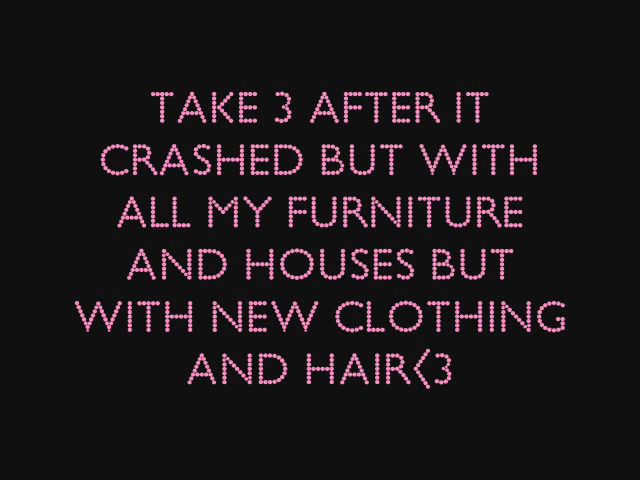 TAKE 3 AFTER IT
CRASHED BUT WITH
ALL MY FURNITURE
AND HOUSES BUT
WITH NEW CLOTHING
AND HAIR<3